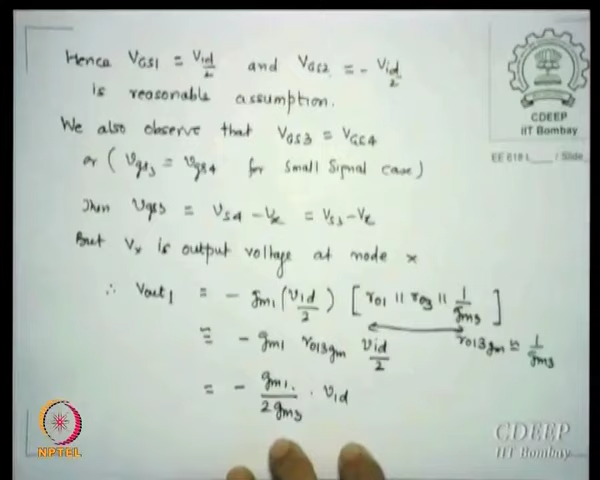 Hence VGS1 = Vid/2 and VGS2 = - Vid/2
is reasonable assumption.
We also observe that VGS3 = VGS4
or ( Vgs3 = Vgs4 for Small Signal case)
Then Vgs3 = VS4 - Vx = VS3 - Vx
But Vx is output voltage at node x
∴ Vout1 = - gm1 (Vid/2) [ ro1 || ro3 || 1/gm3 ]
≅ - gm1 ro13gm Vid/2 ro13gm ≅ 1/gm3
= - gm1/2gm3 . Vid
CDEEP
IIT Bombay
EE 618 L___ / Slide
NPTEL
CDEEP
IIT Bombay